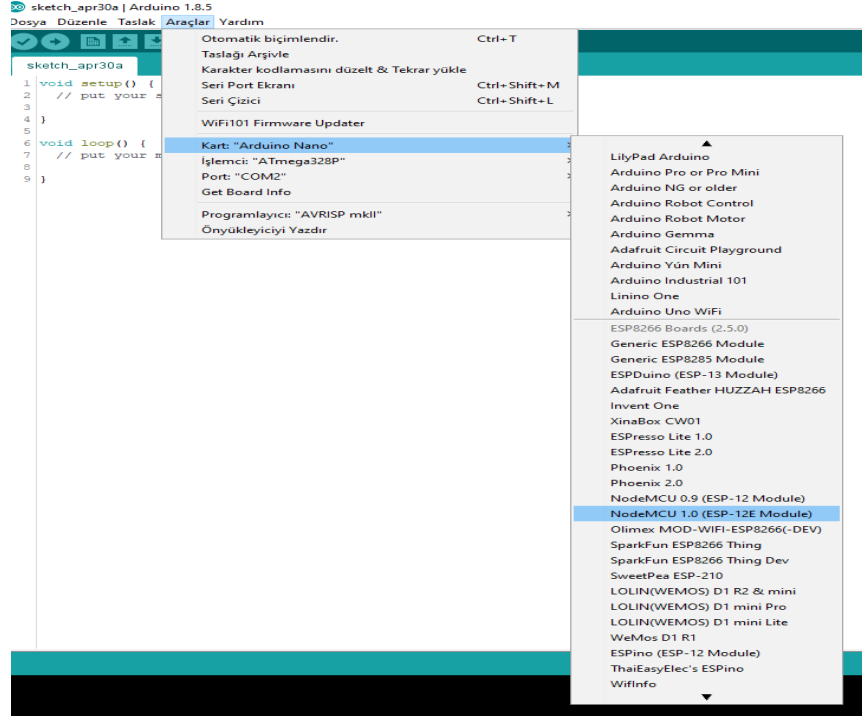 sketch_apr30a | Arduino 1.8.5
Dosya Düzenle Taslak Araçlar Yardım
sketch_apr30a
1 void setup() {
2 // put your s
3
4 }
5
6 void loop() {
7 // put your m
8
9 }
Otomatik biçimlendir. Ctrl+T
Taslağı Arşivle
Karakter kodlamasını düzelt & Tekrar yükle
Seri Port Ekranı Ctrl+Shift+M
Seri Çizici Ctrl+Shift+L
WiFi101 Firmware Updater
Kart: "Arduino Nano"
İşlemci: "ATmega328P"
Port: "COM2"
Get Board Info
Programlayıcı: "AVRISP mkII"
Önyükleyiciyi Yazdır
LilyPad Arduino
Arduino Pro or Pro Mini
Arduino NG or older
Arduino Robot Control
Arduino Robot Motor
Arduino Gemma
Adafruit Circuit Playground
Arduino Yún Mini
Arduino Industrial 101
Linino One
Arduino Uno WiFi
ESP8266 Boards (2.5.0)
Generic ESP8266 Module
Generic ESP8285 Module
ESPDuino (ESP-13 Module)
Adafruit Feather HUZZAH ESP8266
Invent One
XinaBox CW01
ESPresso Lite 1.0
ESPresso Lite 2.0
Phoenix 1.0
Phoenix 2.0
NodeMCU 0.9 (ESP-12 Module)
NodeMCU 1.0 (ESP-12E Module)
Olimex MOD-WIFI-ESP8266(-DEV)
SparkFun ESP8266 Thing
SparkFun ESP8266 Thing Dev
SweetPea ESP-210
LOLIN(WEMOS) D1 R2 & mini
LOLIN(WEMOS) D1 mini Pro
LOLIN(WEMOS) D1 mini Lite
WeMos D1 R1
ESPino (ESP-12 Module)
ThaiEasyElec's ESPino
WifInfo